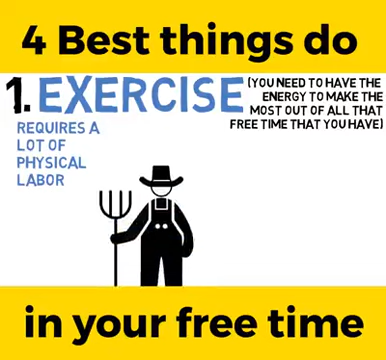 4 Best things do
1. EXERCISE
(YOU NEED TO HAVE THE
ENERGY TO MAKE THE
MOST OUT OF ALL THAT
FREE TIME THAT YOU HAVE)
REQUIRES A
LOT OF
PHYSICAL
LABOR
in your free time